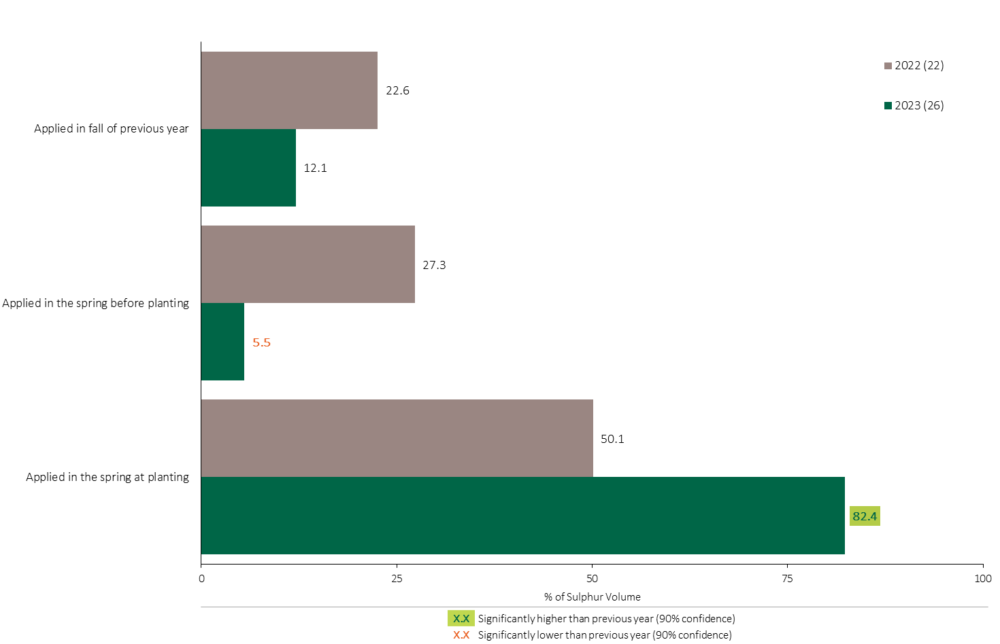 2022 (22)
2023 (26)
Applied in fall of previous year
22.6
12.1
Applied in the spring before planting
27.3
5.5
Applied in the spring at planting
50.1
82.4
0 25 50 75 100
% of Sulphur Volume
X.X Significantly higher than previous year (90% confidence)
X.X Significantly lower than previous year (90% confidence)